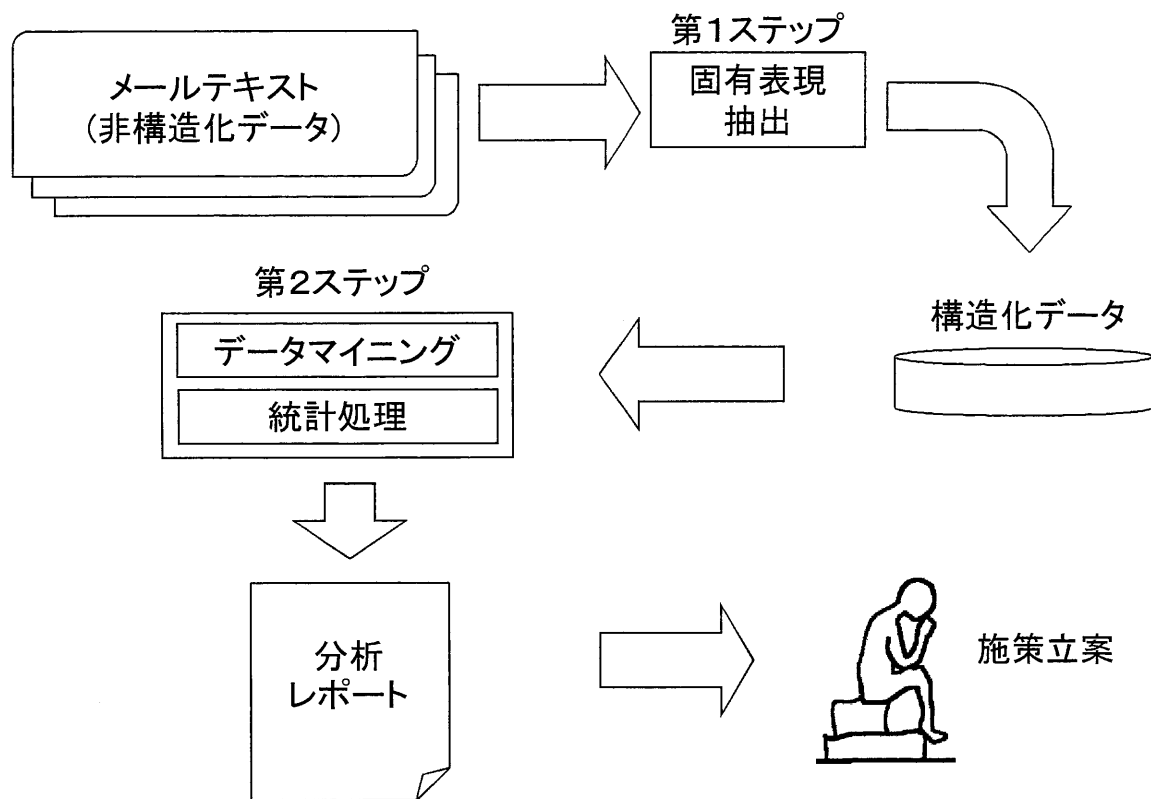 メールテキスト
(非構造化データ)
第1ステップ
固有表現
抽出
構造化データ
第2ステップ
データマイニング
統計処理
分析
レポート
施策立案